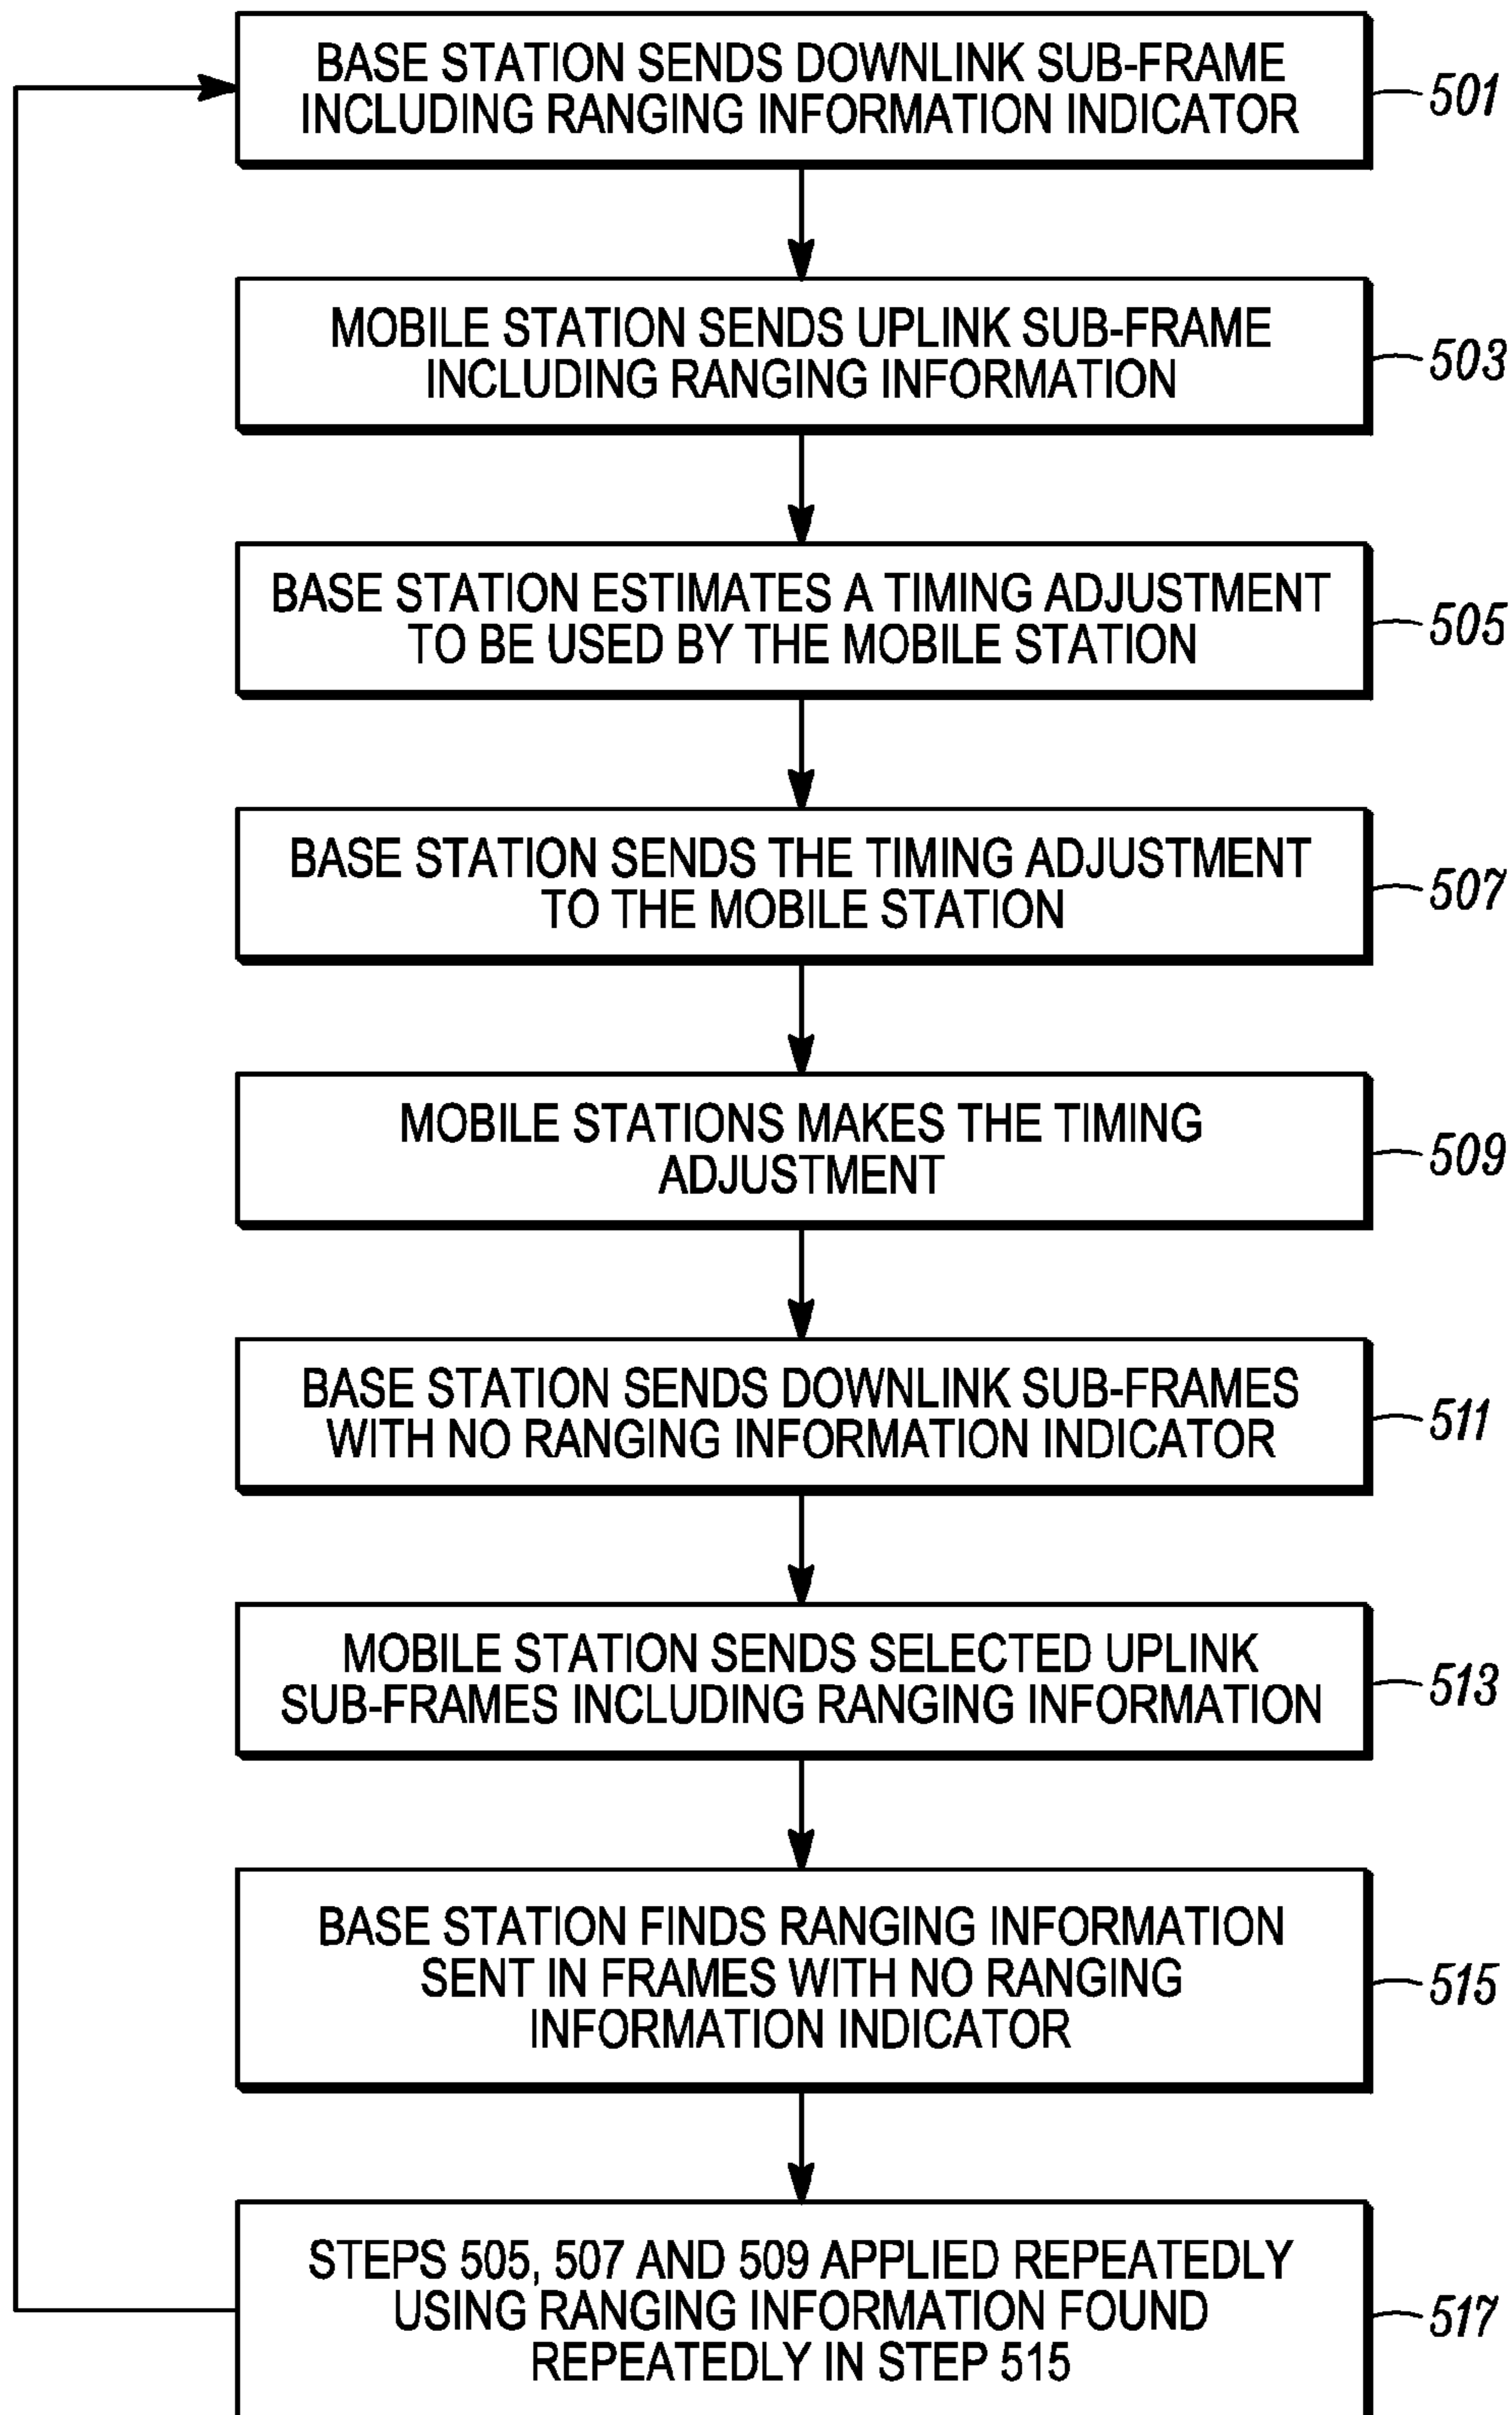 BASE STATION SENDS DOWNLINK SUB-FRAME
INCLUDING RANGING INFORMATION INDICATOR
501
MOBILE STATION SENDS UPLINK SUB-FRAME
INCLUDING RANGING INFORMATION
503
BASE STATION ESTIMATES A TIMING ADJUSTMENT
TO BE USED BY THE MOBILE STATION
505
BASE STATION SENDS THE TIMING ADJUSTMENT
TO THE MOBILE STATION
507
MOBILE STATIONS MAKES THE TIMING
ADJUSTMENT
509
BASE STATION SENDS DOWNLINK SUB-FRAMES
WITH NO RANGING INFORMATION INDICATOR
511
MOBILE STATION SENDS SELECTED UPLINK
SUB-FRAMES INCLUDING RANGING INFORMATION
513
BASE STATION FINDS RANGING INFORMATION
SENT IN FRAMES WITH NO RANGING
INFORMATION INDICATOR
515
STEPS 505, 507 AND 509 APPLIED REPEATEDLY
USING RANGING INFORMATION FOUND
REPEATEDLY IN STEP 515
517